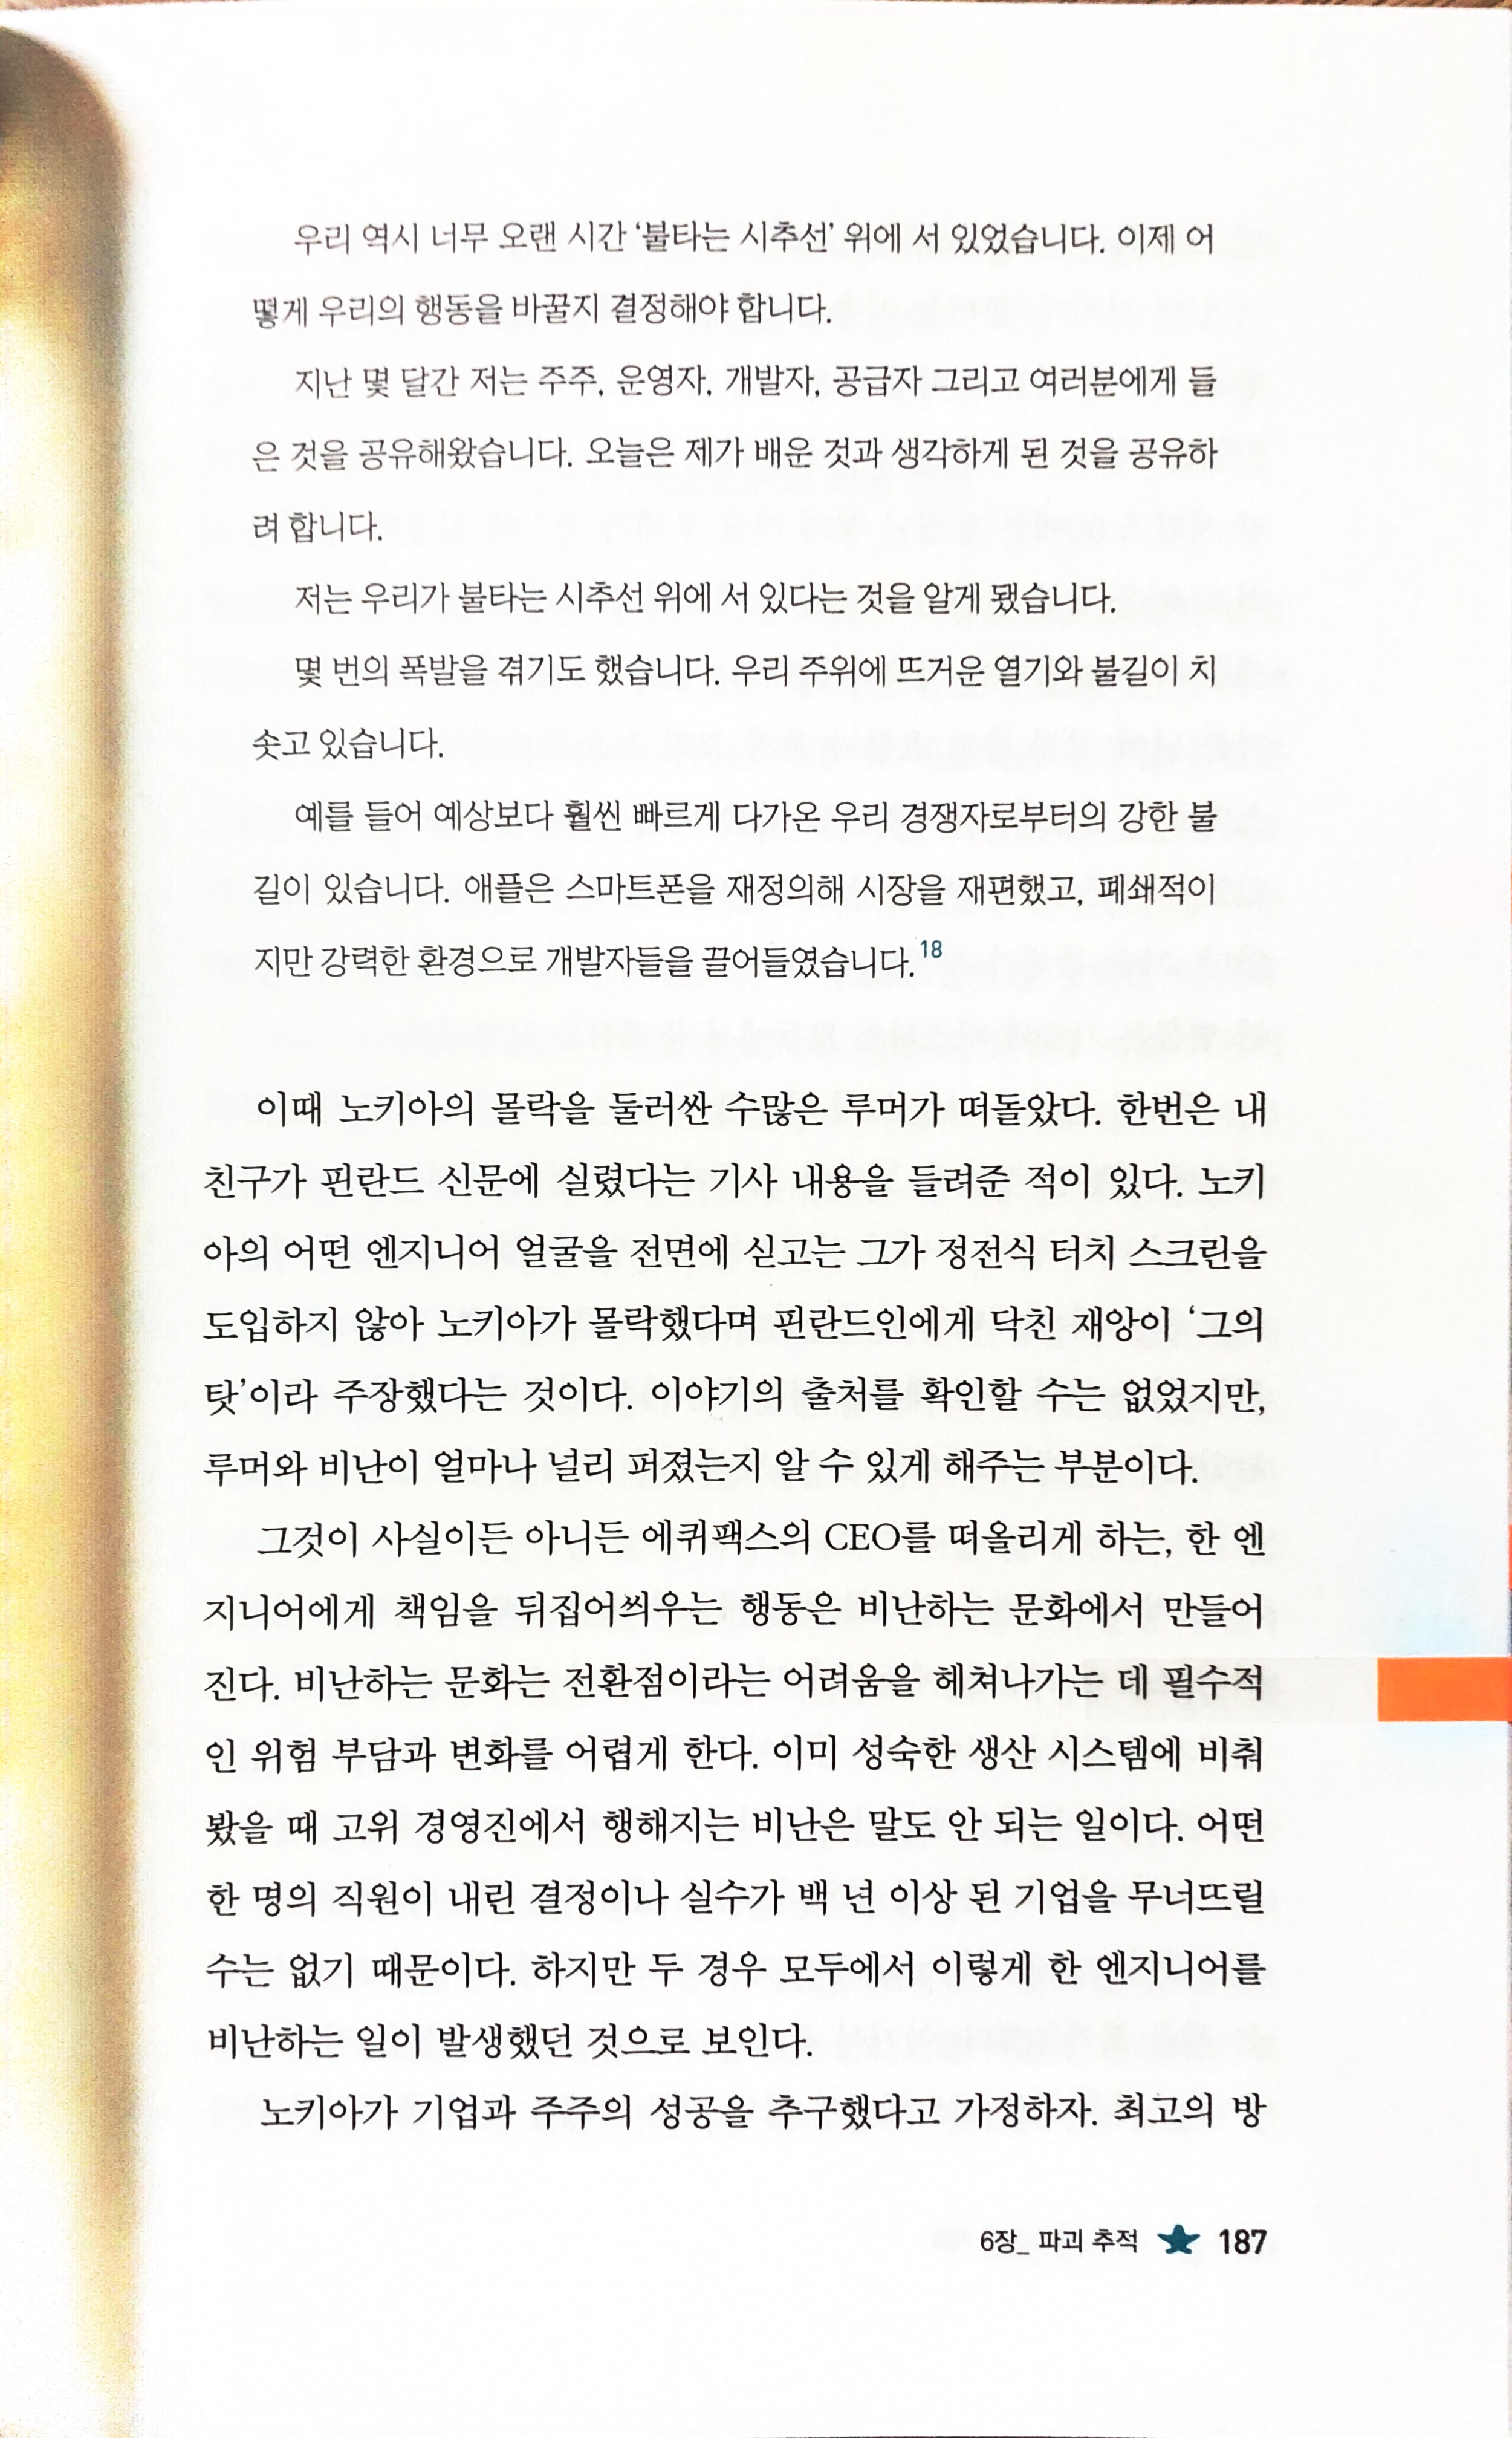 우리 역시 너무 오랜 시간 ‘불타는 시추선’ 위에 서 있었습니다. 이제 어
떻게 우리의 행동을 바꿀지 결정해야 합니다.
지난 몇 달간 저는 주주, 운영자, 개발자, 공급자 그리고 여러분에게 들
은 것을 공유해왔습니다. 오늘은 제가 배운 것과 생각하게 된 것을 공유하
려 합니다.
저는 우리가 불타는 시추선 위에 서 있다는 것을 알게 됐습니다.
몇 번의 폭발을 겪기도 했습니다. 우리 주위에 뜨거운 열기와 불길이 치
솟고 있습니다.
예를 들어 예상보다 훨씬 빠르게 다가온 우리 경쟁자로부터의 강한 불
길이 있습니다. 애플은 스마트폰을 재정의해 시장을 재편했고, 폐쇄적이
지만 강력한 환경으로 개발자들을 끌어들였습니다.18
이때 노키아의 몰락을 둘러싼 수많은 루머가 떠돌았다. 한번은 내
친구가 핀란드 신문에 실렸다는 기사 내용을 들려준 적이 있다. 노키
아의 어떤 엔지니어 얼굴을 전면에 싣고는 그가 정전식 터치 스크린을
도입하지 않아 노키아가 몰락했다며 핀란드인에게 닥친 재앙이 ‘그의
탓’이라 주장했다는 것이다. 이야기의 출처를 확인할 수는 없었지만,
루머와 비난이 얼마나 널리 퍼졌는지 알 수 있게 해주는 부분이다.
그것이 사실이든 아니든 에퀴팩스의 CEO를 떠올리게 하는, 한 엔
지니어에게 책임을 뒤집어씌우는 행동은 비난하는 문화에서 만들어
진다. 비난하는 문화는 전환점이라는 어려움을 헤쳐나가는 데 필수적
인 위험 부담과 변화를 어렵게 한다. 이미 성숙한 생산 시스템에 비춰
봤을 때 고위 경영진에서 행해지는 비난은 말도 안 되는 일이다. 어떤
한 명의 직원이 내린 결정이나 실수가 백 년 이상 된 기업을 무너뜨릴
수는 없기 때문이다. 하지만 두 경우 모두에서 이렇게 한 엔지니어를
비난하는 일이 발생했던 것으로 보인다.
노키아가 기업과 주주의 성공을 추구했다고 가정하자. 최고의 방
6장_ 파괴 추적 187